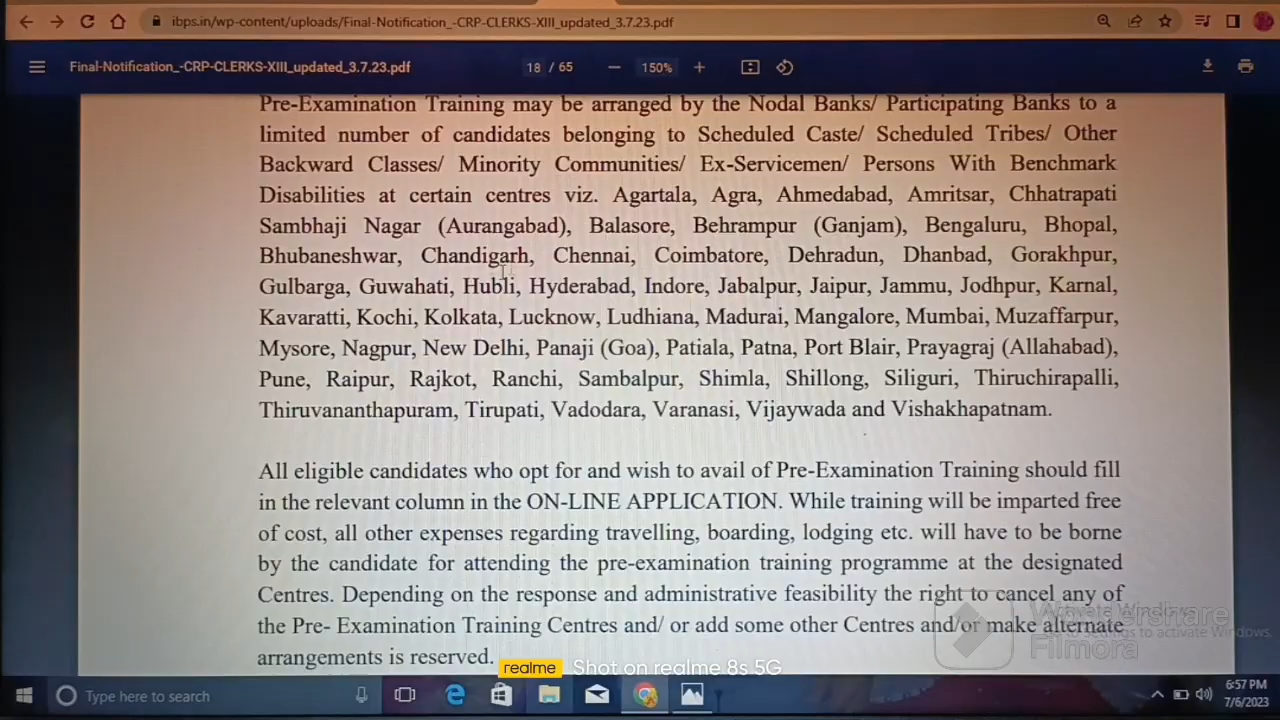 ibps.in/wp-content/uploads/Final-Notification_-CRP-CLERKS-XIII_updated_3.7.23.pdf
Final-Notification_-CRP-CLERKS-XIII_updated_3.7.23.pdf
18 / 65
150%
Pre-Examination Training may be arranged by the Nodal Banks/ Participating Banks to a
limited number of candidates belonging to Scheduled Caste/ Scheduled Tribes/ Other
Backward Classes/ Minority Communities/ Ex-Servicemen/ Persons With Benchmark
Disabilities at certain centres viz. Agartala, Agra, Ahmedabad, Amritsar, Chhatrapati
Sambhaji Nagar (Aurangabad), Balasore, Behrampur (Ganjam), Bengaluru, Bhopal,
Bhubaneshwar, Chandigarh, Chennai, Coimbatore, Dehradun, Dhanbad, Gorakhpur,
Gulbarga, Guwahati, Hubli, Hyderabad, Indore, Jabalpur, Jaipur, Jammu, Jodhpur, Karnal,
Kavaratti, Kochi, Kolkata, Lucknow, Ludhiana, Madurai, Mangalore, Mumbai, Muzaffarpur,
Mysore, Nagpur, New Delhi, Panaji (Goa), Patiala, Patna, Port Blair, Prayagraj (Allahabad),
Pune, Raipur, Rajkot, Ranchi, Sambalpur, Shimla, Shillong, Siliguri, Thiruchirapalli,
Thiruvananthapuram, Tirupati, Vadodara, Varanasi, Vijaywada and Vishakhapatnam.
All eligible candidates who opt for and wish to avail of Pre-Examination Training should fill
in the relevant column in the ON-LINE APPLICATION. While training will be imparted free
of cost, all other expenses regarding travelling, boarding, lodging etc. will have to be borne
by the candidate for attending the pre-examination training programme at the designated
Centres. Depending on the response and administrative feasibility the right to cancel any of
the Pre- Examination Training Centres and/ or add some other Centres and/or make alternate
arrangements is reserved.
Wondershare
Filmora
Go to Settings to activate Windows.
realme Shot on realme 8s 5G
Type here to search
6:57 PM
7/6/2023